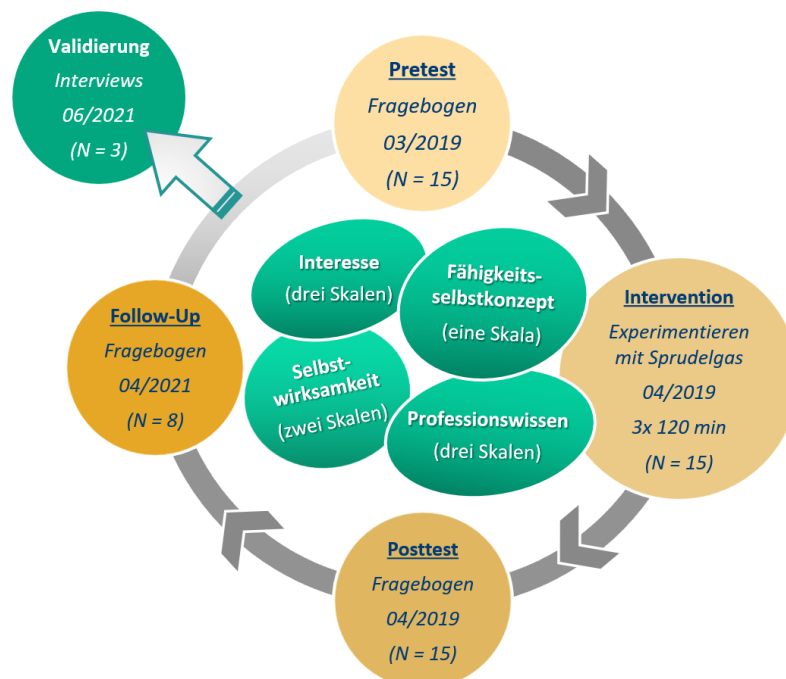 Validierung
Interviews
06/2021
(N = 3)
Pretest
Fragebogen
03/2019
(N = 15)
Intervention
Experimentieren
mit Sprudelgas
04/2019
3x 120 min
(N = 15)
Posttest
Fragebogen
04/2019
(N = 15)
Follow-Up
Fragebogen
04/2021
(N = 8)
Interesse
(drei Skalen)
Fähigkeits-
selbstkonzept
(eine Skala)
Selbst-
wirksamkeit
(zwei Skalen)
Professionswissen
(drei Skalen)